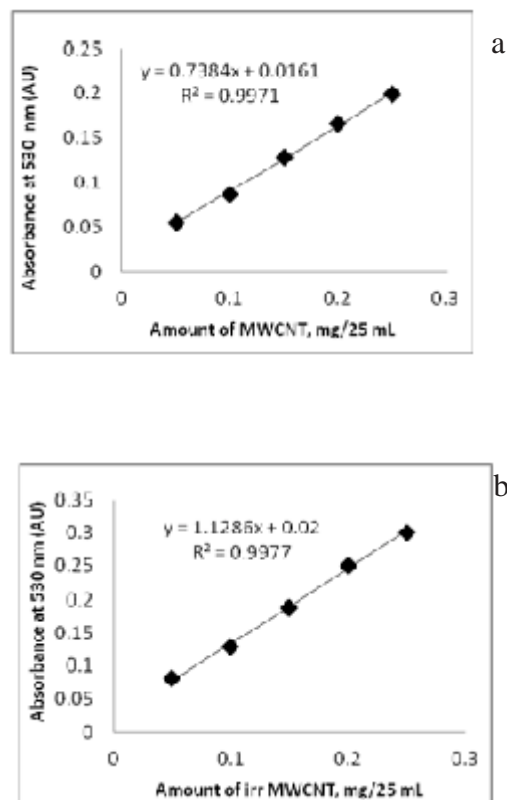 a
0.25
0.2
0.15
0.1
0.05
0
y = 0.7384x + 0.0161
R² = 0.9971
Absorbance at 530 nm (AU)
0 0.1 0.2 0.3
Amount of MWCNT, mg/25 mL
b
0.35
0.3
0.25
0.2
0.15
0.1
0.05
0
y = 1.1286x + 0.02
R² = 0.9977
Absorbance at 530 nm (AU)
0 0.1 0.2 0.3
Amount of irr MWCNT, mg/25 mL